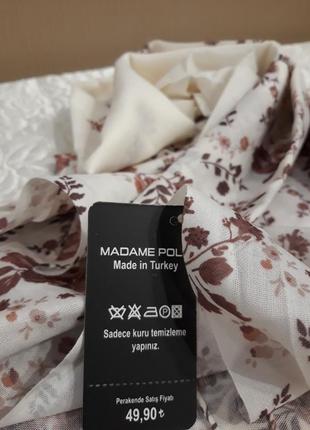 MADAME POL
Made in Turkey
Sadece kuru temizleme
yapınız.
Perakende Satış Fiyatı
49,90₺